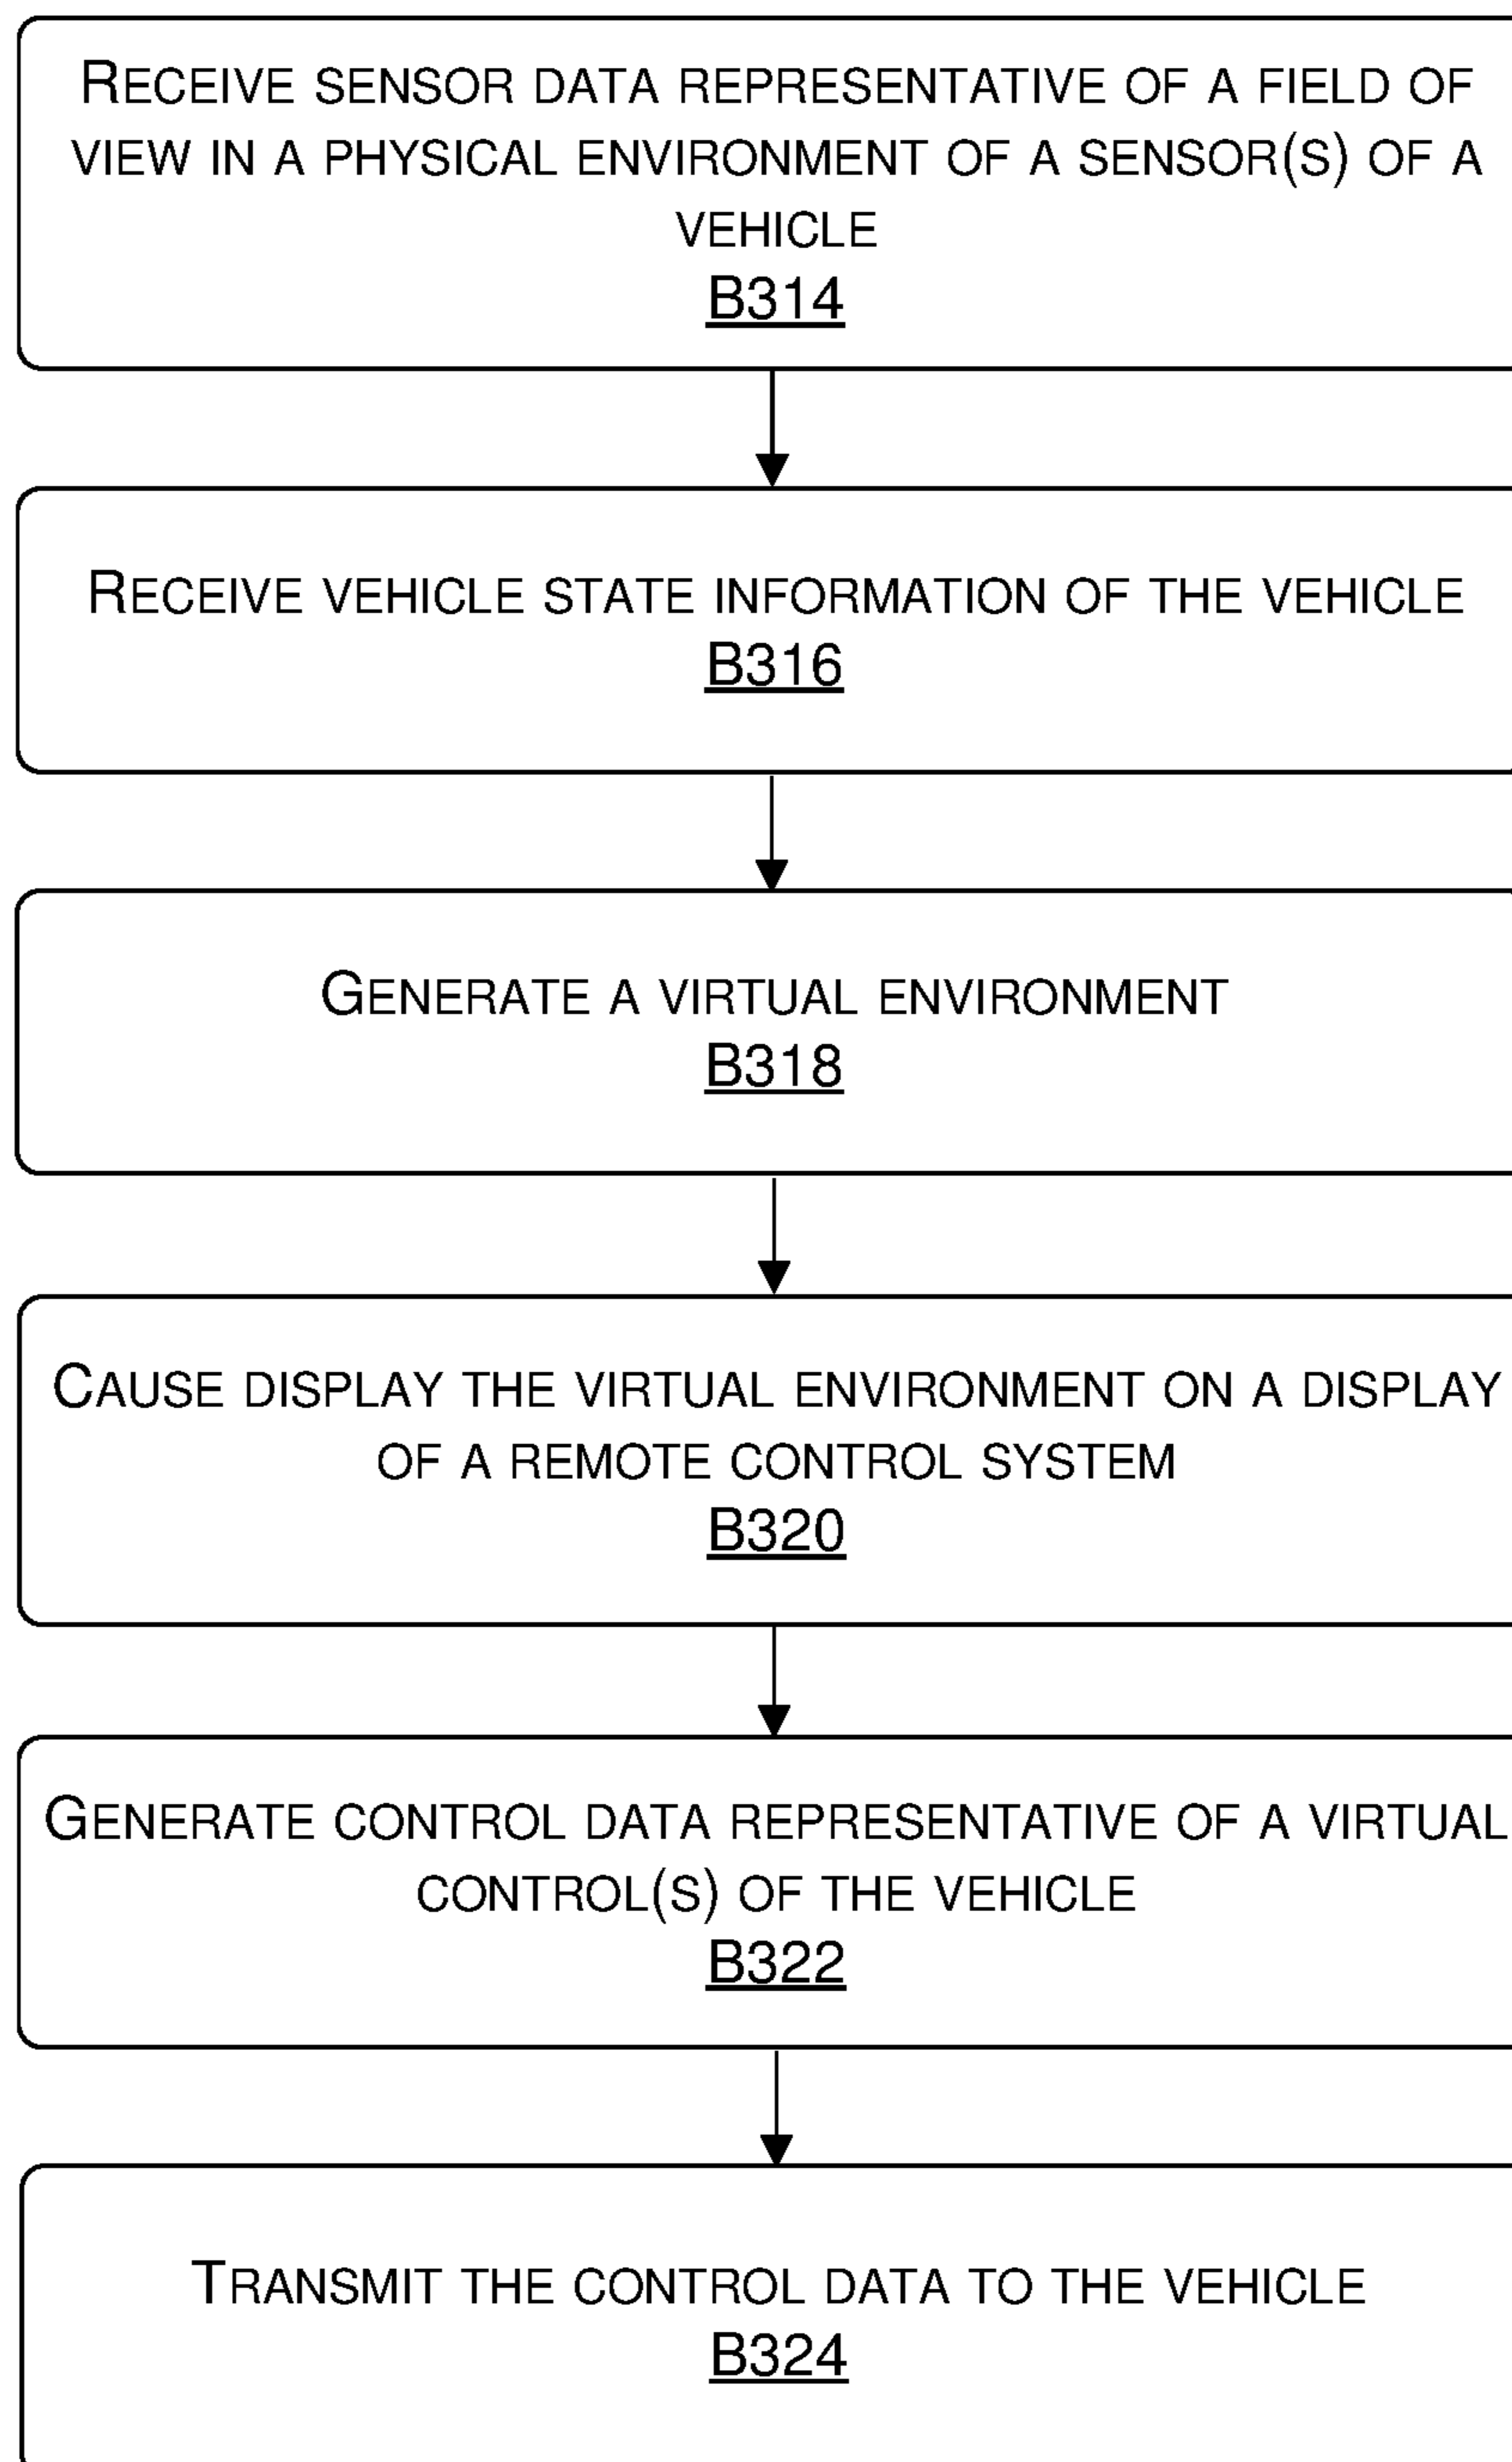 RECEIVE SENSOR DATA REPRESENTATIVE OF A FIELD OF
VIEW IN A PHYSICAL ENVIRONMENT OF A SENSOR(S) OF A
VEHICLE
B314
RECEIVE VEHICLE STATE INFORMATION OF THE VEHICLE
B316
GENERATE A VIRTUAL ENVIRONMENT
B318
CAUSE DISPLAY THE VIRTUAL ENVIRONMENT ON A DISPLAY
OF A REMOTE CONTROL SYSTEM
B320
GENERATE CONTROL DATA REPRESENTATIVE OF A VIRTUAL
CONTROL(S) OF THE VEHICLE
B322
TRANSMIT THE CONTROL DATA TO THE VEHICLE
B324